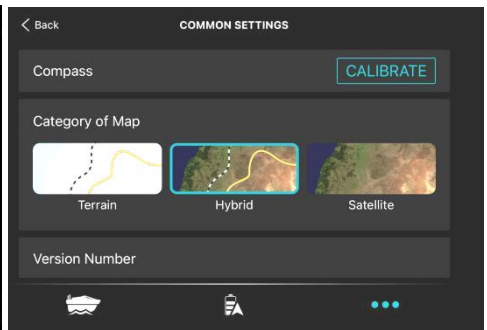 Back
COMMON SETTINGS
Compass
CALIBRATE
Category of Map
Terrain
Hybrid
Satellite
Version Number